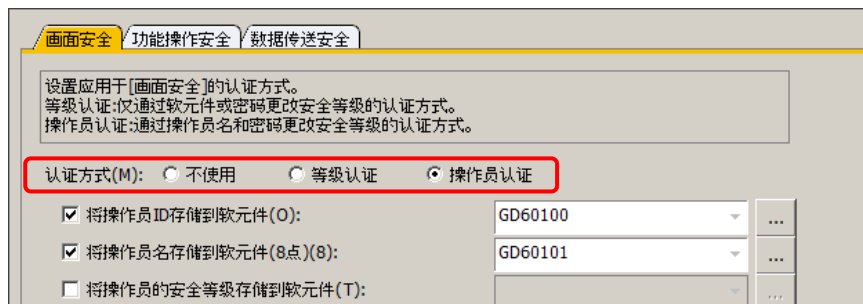 画面安全 功能操作安全 数据传送安全
设置应用于[画面安全]的认证方式。
等级认证:仅通过软元件或密码更改安全等级的认证方式。
操作员认证:通过操作员名和密码更改安全等级的认证方式。
认证方式(M): 不使用 等级认证 操作员认证
将操作员ID存储到软元件(O): GD60100 ...
将操作员名存储到软元件(8点)(8): GD60101 ...
将操作员的安全等级存储到软元件(T): ...